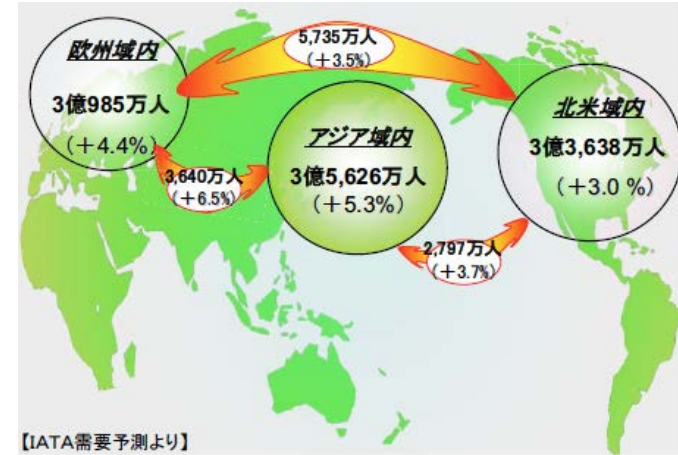 5,735万人
(＋3.5%)
欧州域内
3億985万人
(＋4.4%)
アジア域内
3億5,626万人
(＋5.3%)
北米域内
3億3,638万人
(＋3.0 %)
3,640万人
(＋6.5%)
2,797万人
(＋3.7%)
【IATA需要予測より】